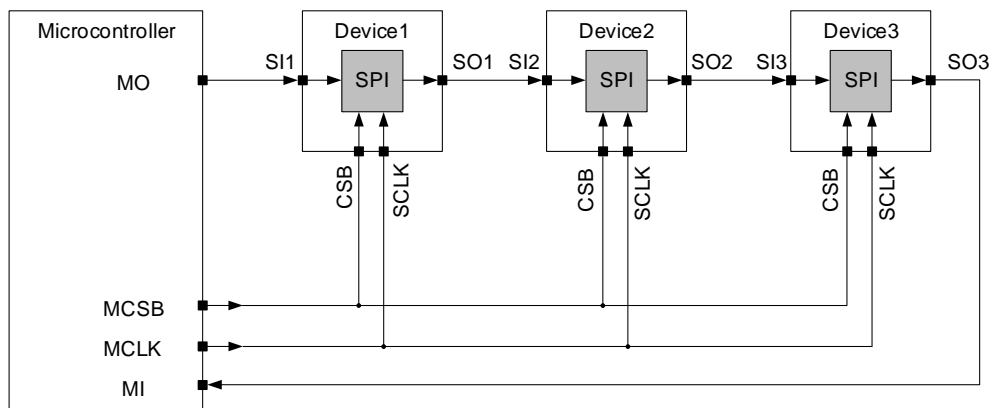 Microcontroller
Device1
Device2
Device3
MO
SI1
SPI
SO1
SI2
SPI
SO2
SI3
SPI
SO3
CSB
SCLK
CSB
SCLK
CSB
SCLK
MCSB
MCLK
MI